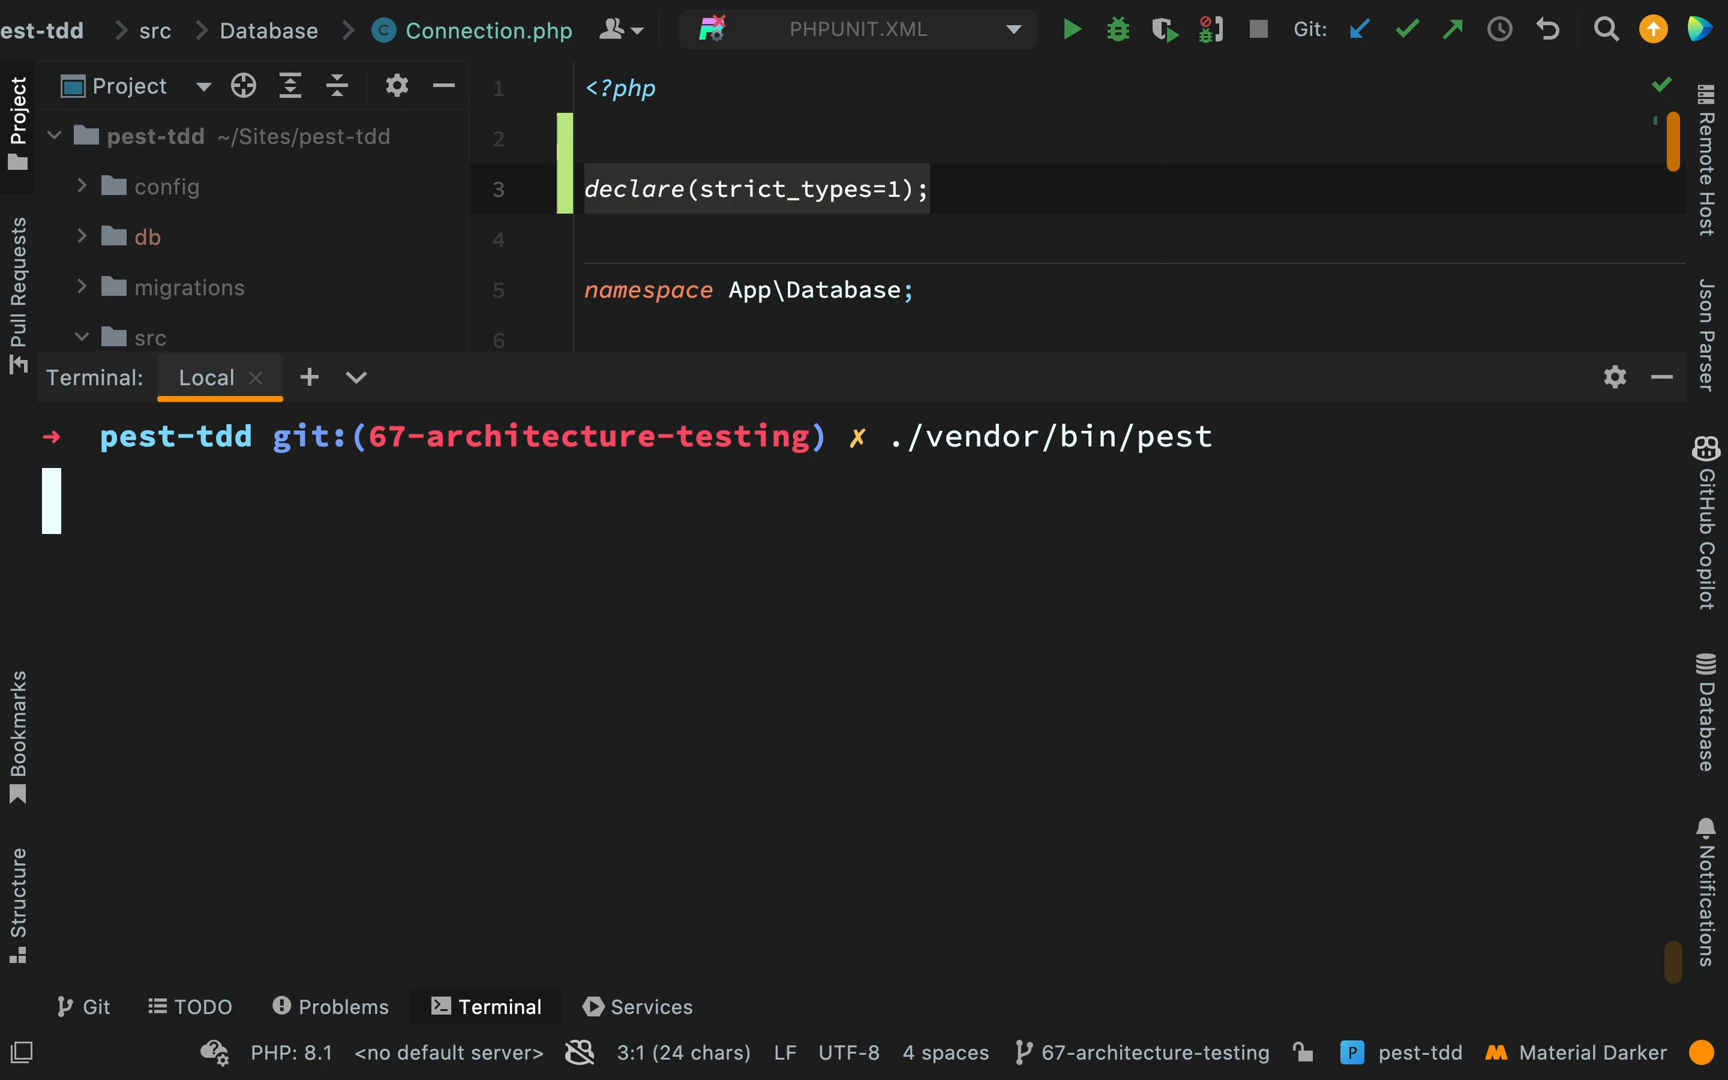 est-tdd > src > Database > Connection.php PHPUNIT.XML Git:
Project
Project
Pull Requests
Bookmarks
Structure
pest-tdd ~/Sites/pest-tdd
config
db
migrations
src
1 <?php
2
3 declare(strict_types=1);
4
5 namespace App\Database;
6
Remote Host
Json Parser
GitHub Copilot
Database
Notifications
Terminal: Local
→ pest-tdd git:(67-architecture-testing) ✗ ./vendor/bin/pest
Git TODO Problems Terminal Services
PHP: 8.1 <no default server> 3:1 (24 chars) LF UTF-8 4 spaces 67-architecture-testing P pest-tdd Material Darker